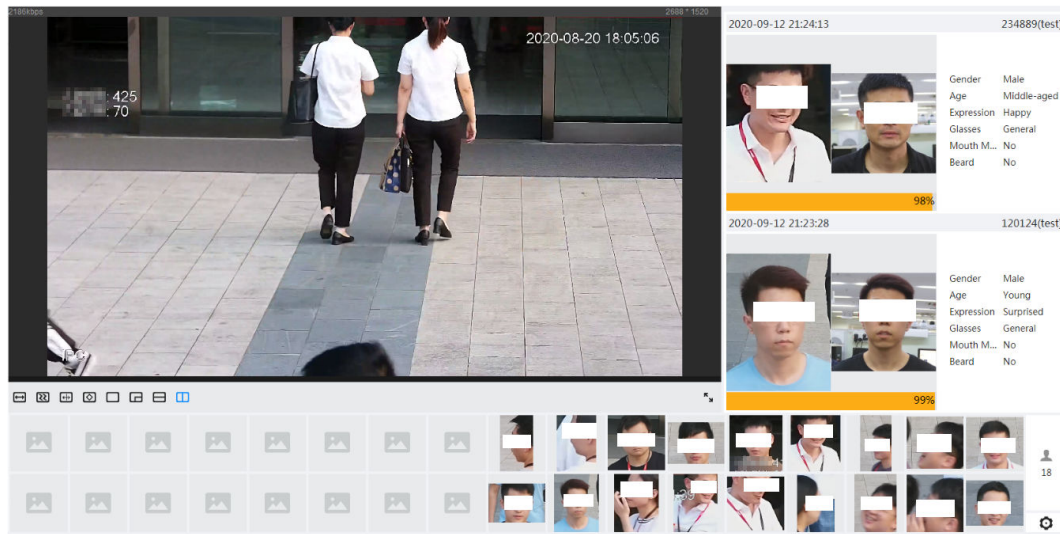 2186kbps
2688 * 1520
2020-08-20 18:05:06
: 425
: 70
2020-09-12 21:24:13 234889(test)
Gender Male
Age Middle-aged
Expression Happy
Glasses General
Mouth M... No
Beard No
98%
2020-09-12 21:23:28 120124(test)
Gender Male
Age Young
Expression Surprised
Glasses General
Mouth M... No
Beard No
99%
PC
18